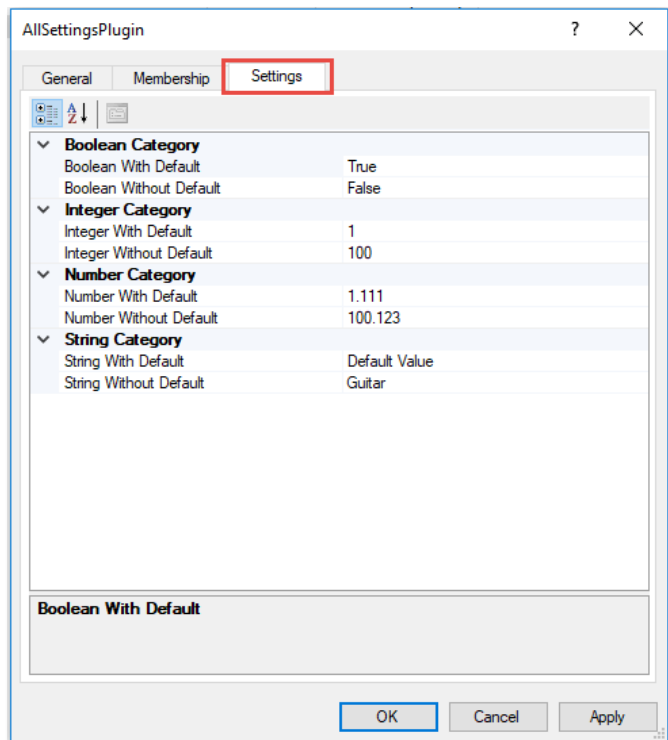 AllSettingsPlugin ?
General Membership Settings
A
Z
Boolean Category
Boolean With Default True
Boolean Without Default False
Integer Category
Integer With Default 1
Integer Without Default 100
Number Category
Number With Default 1.111
Number Without Default 100.123
String Category
String With Default Default Value
String Without Default Guitar
Boolean With Default
OK Cancel Apply